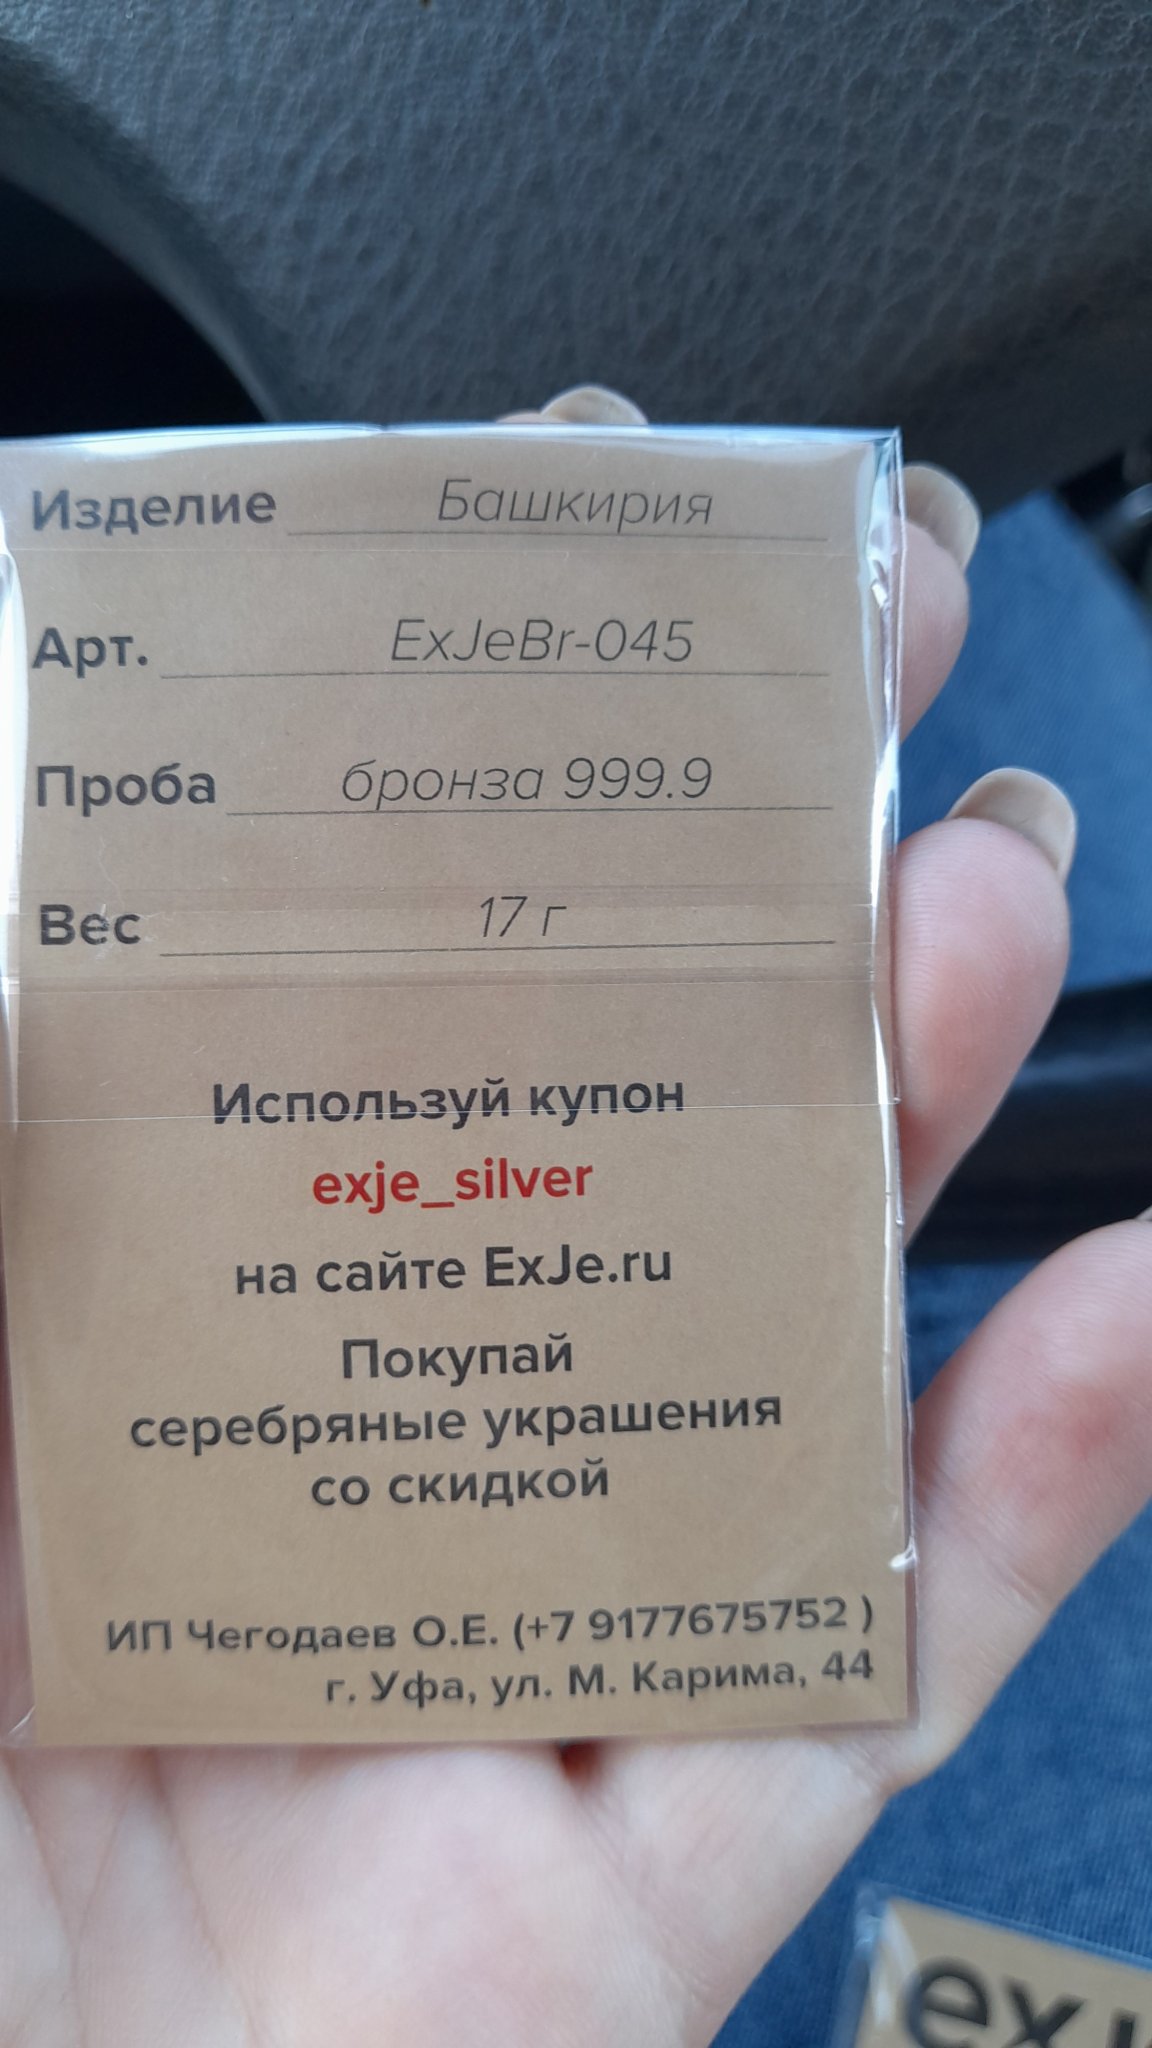 Изделие Башкирия
Арт. ExJeBr-045
Проба бронза 999.9
Вес 17 г
Используй купон
exje_silver
на сайте ExJe.ru
Покупай
серебряные украшения
со скидкой
ИП Чегодаев О.Е. (+7 9177675752 )
г. Уфа, ул. М. Карима, 44